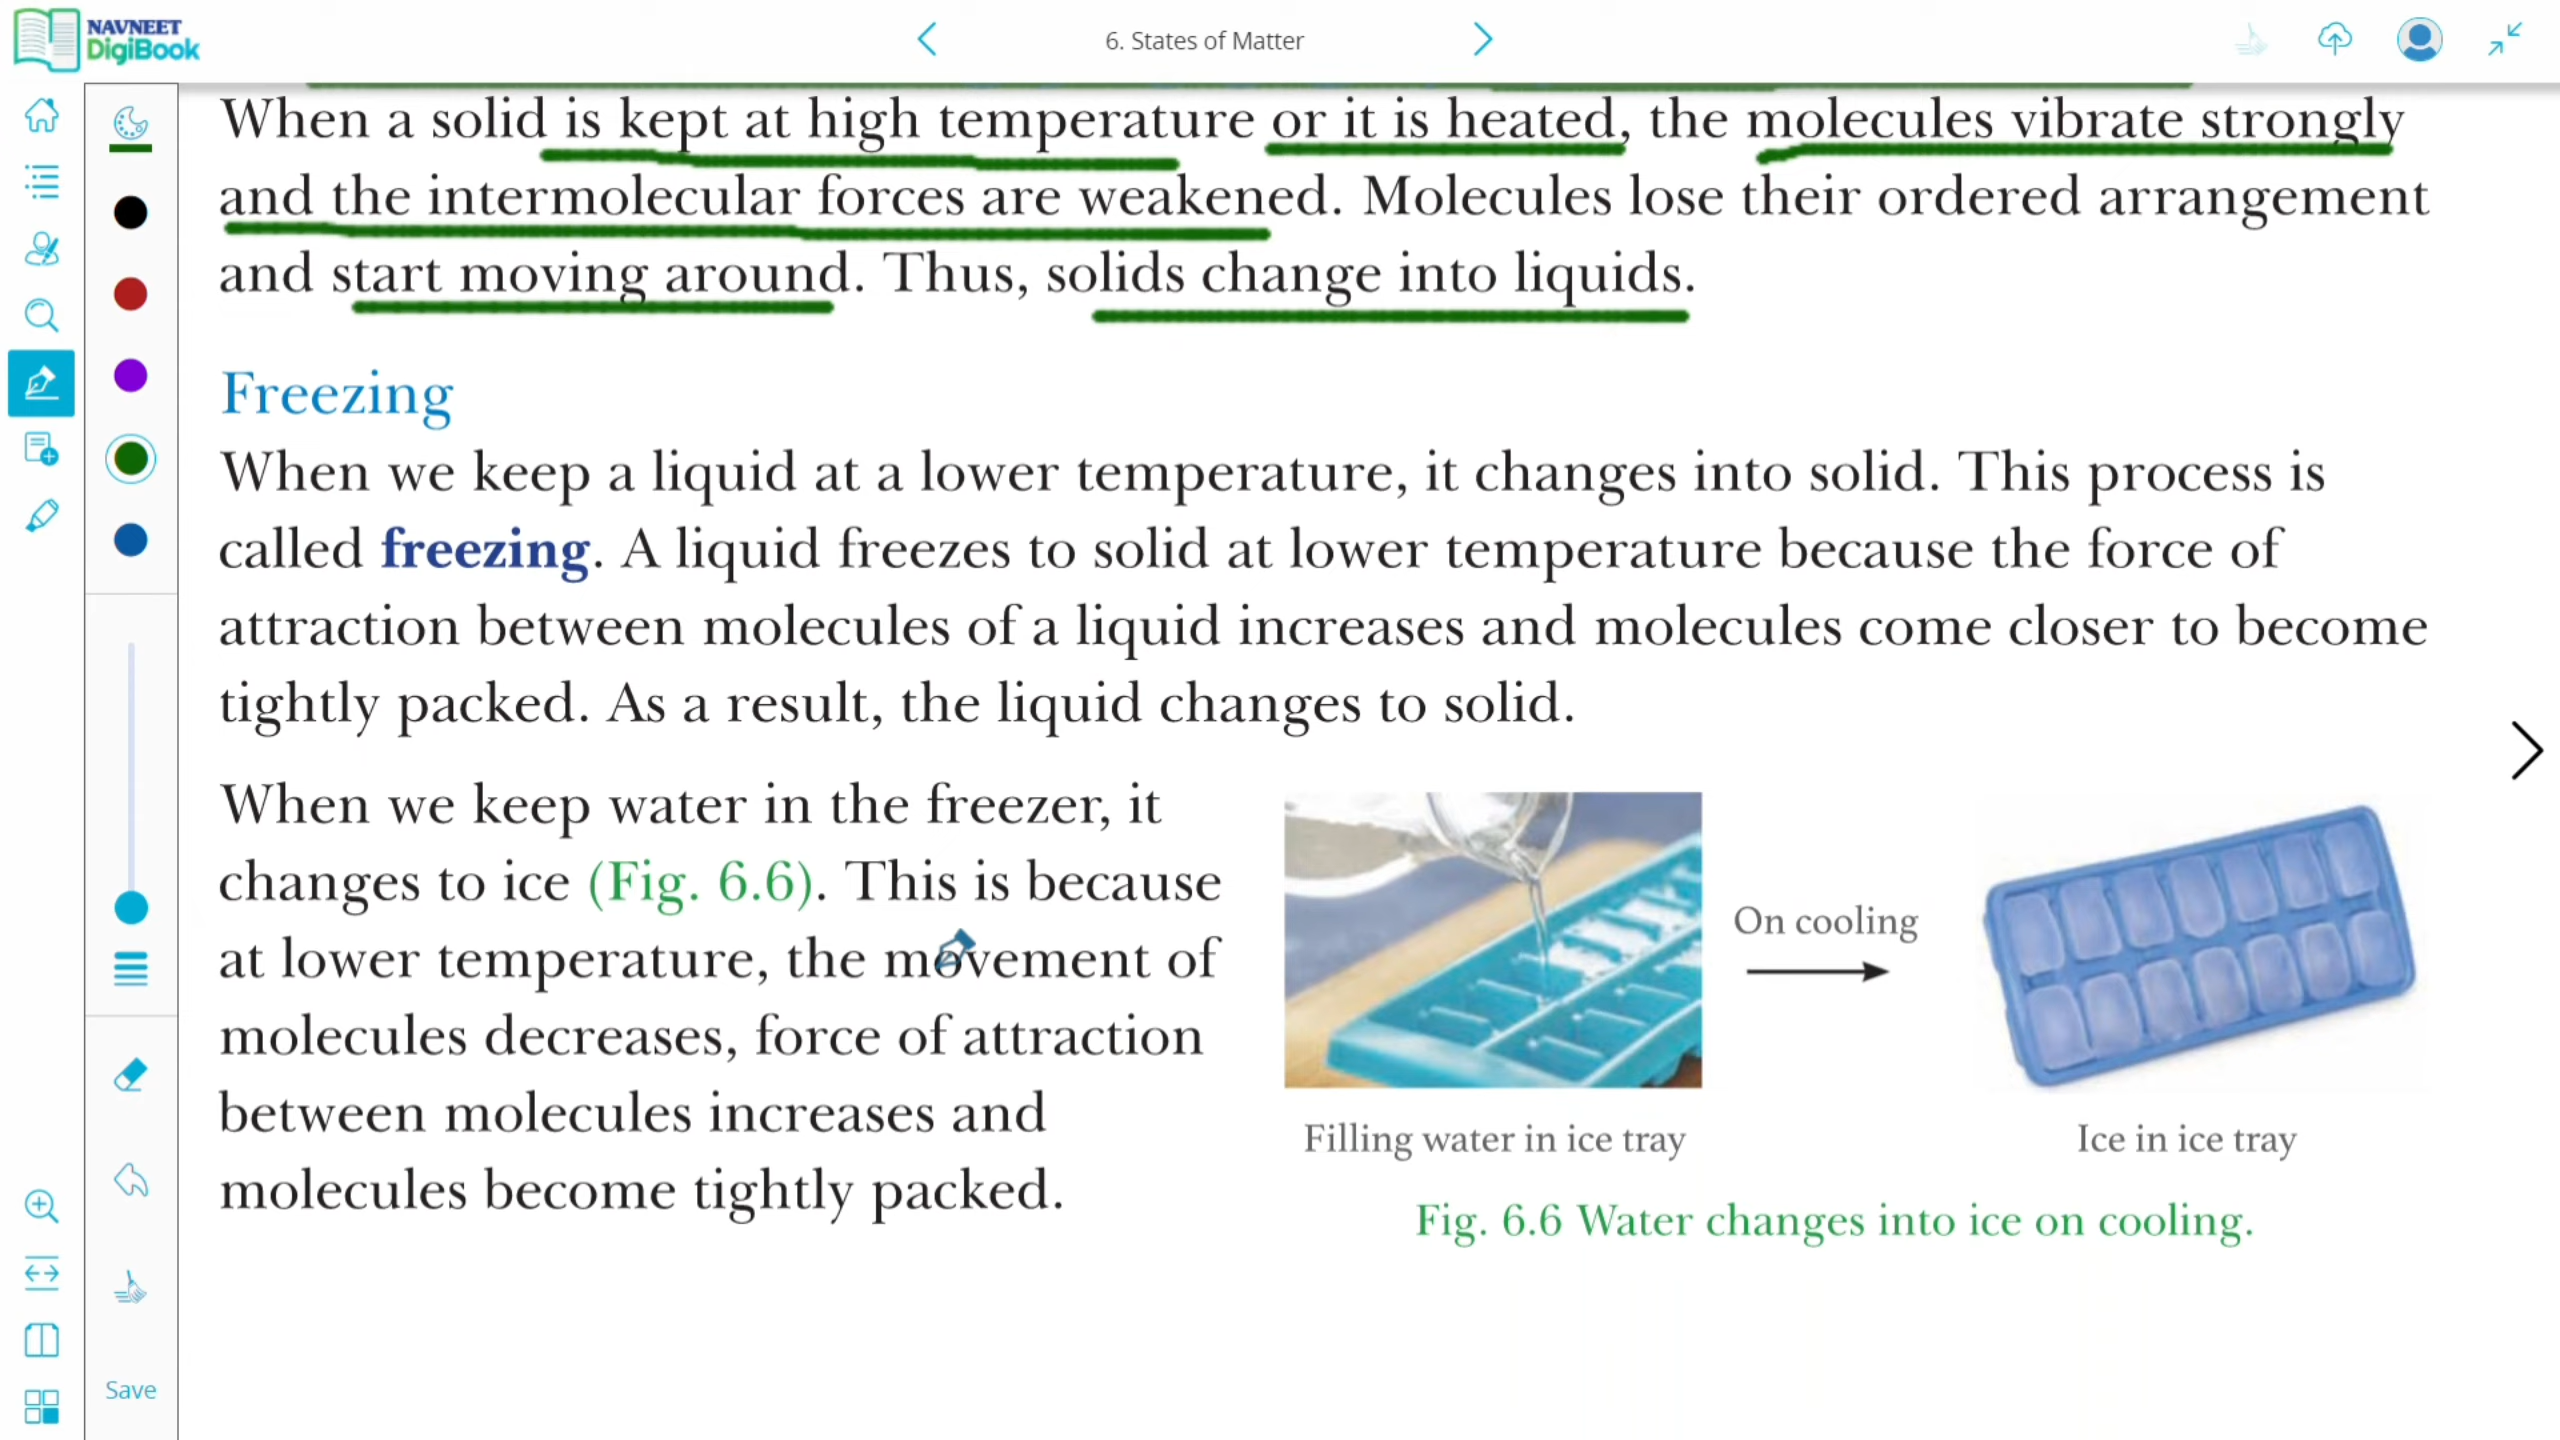 NAVNEET
DigiBook
6. States of Matter
When a solid is kept at high temperature or it is heated, the molecules vibrate strongly
and the intermolecular forces are weakened. Molecules lose their ordered arrangement
and start moving around. Thus, solids change into liquids.
Freezing
When we keep a liquid at a lower temperature, it changes into solid. This process is
called freezing. A liquid freezes to solid at lower temperature because the force of
attraction between molecules of a liquid increases and molecules come closer to become
tightly packed. As a result, the liquid changes to solid.
When we keep water in the freezer, it
changes to ice (Fig. 6.6). This is because
at lower temperature, the movement of
molecules decreases, force of attraction
between molecules increases and
molecules become tightly packed.
On cooling
Filling water in ice tray
Ice in ice tray
Fig. 6.6 Water changes into ice on cooling.
Save